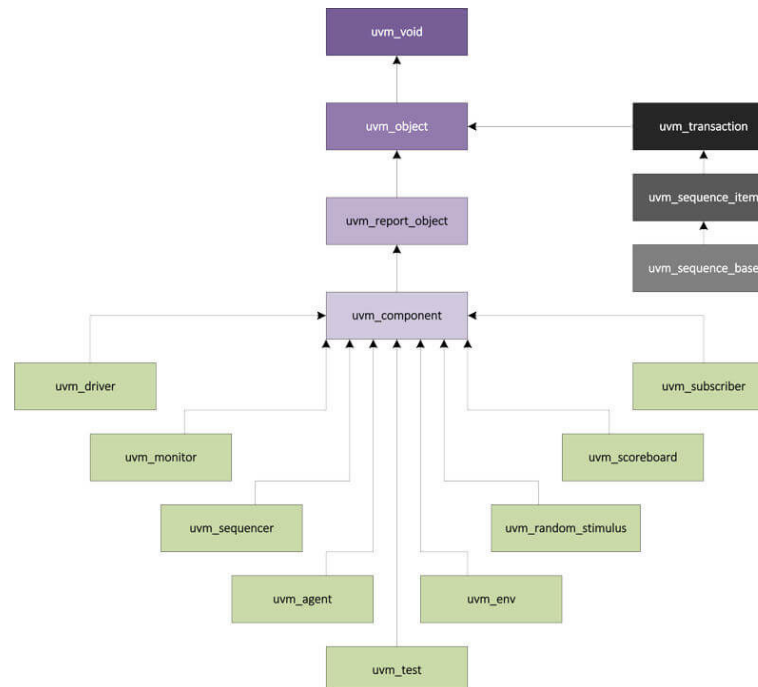 uvm_void
uvm_object
uvm_transaction
uvm_sequence_item
uvm_report_object
uvm_sequence_base
uvm_component
uvm_driver
uvm_subscriber
uvm_monitor
uvm_scoreboard
uvm_sequencer
uvm_random_stimulus
uvm_agent
uvm_env
uvm_test